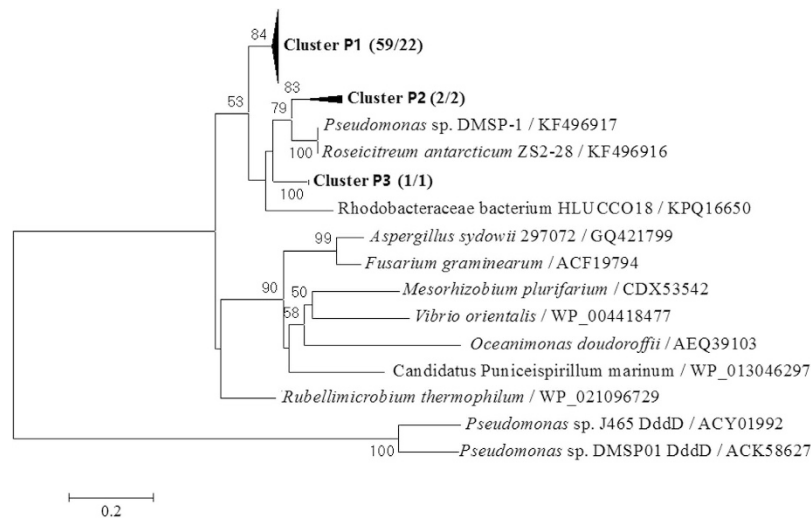 84
Cluster P1 (59/22)
53
83
Cluster P2 (2/2)
79
Pseudomonas sp. DMSP-1 / KF496917
100
Roseicitreum antarcticum ZS2-28 / KF496916
Cluster P3 (1/1)
100
Rhodobacteraceae bacterium HLUCCO18 / KPQ16650
99
Aspergillus sydowii 297072 / GQ421799
Fusarium graminearum / ACF19794
90
50
Mesorhizobium plurifarium / CDX53542
58
Vibrio orientalis / WP_004418477
Oceanimonas doudoroffii / AEQ39103
Candidatus Puniceispirillum marinum / WP_013046297
Rubellimicrobium thermophilum / WP_021096729
Pseudomonas sp. J465 DddD / ACY01992
100
Pseudomonas sp. DMSP01 DddD / ACK58627
0.2